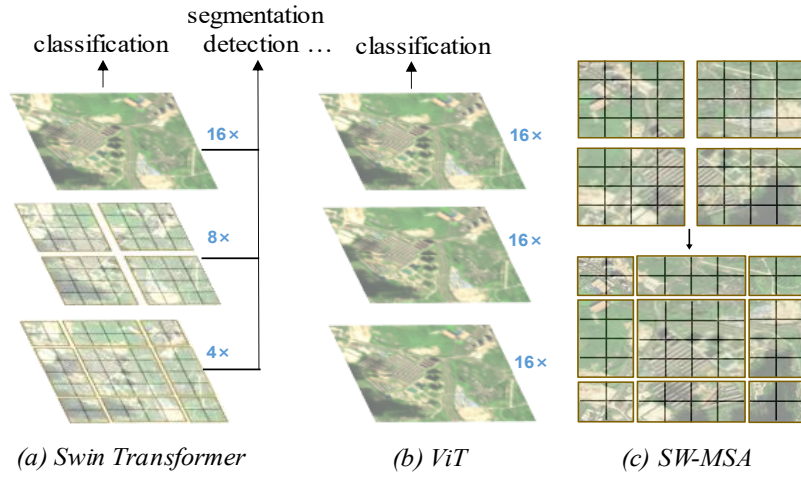 segmentation
classification
detection ...
classification
16×
16×
8×
16×
4×
16×
(a) Swin Transformer
(b) ViT
(c) SW-MSA